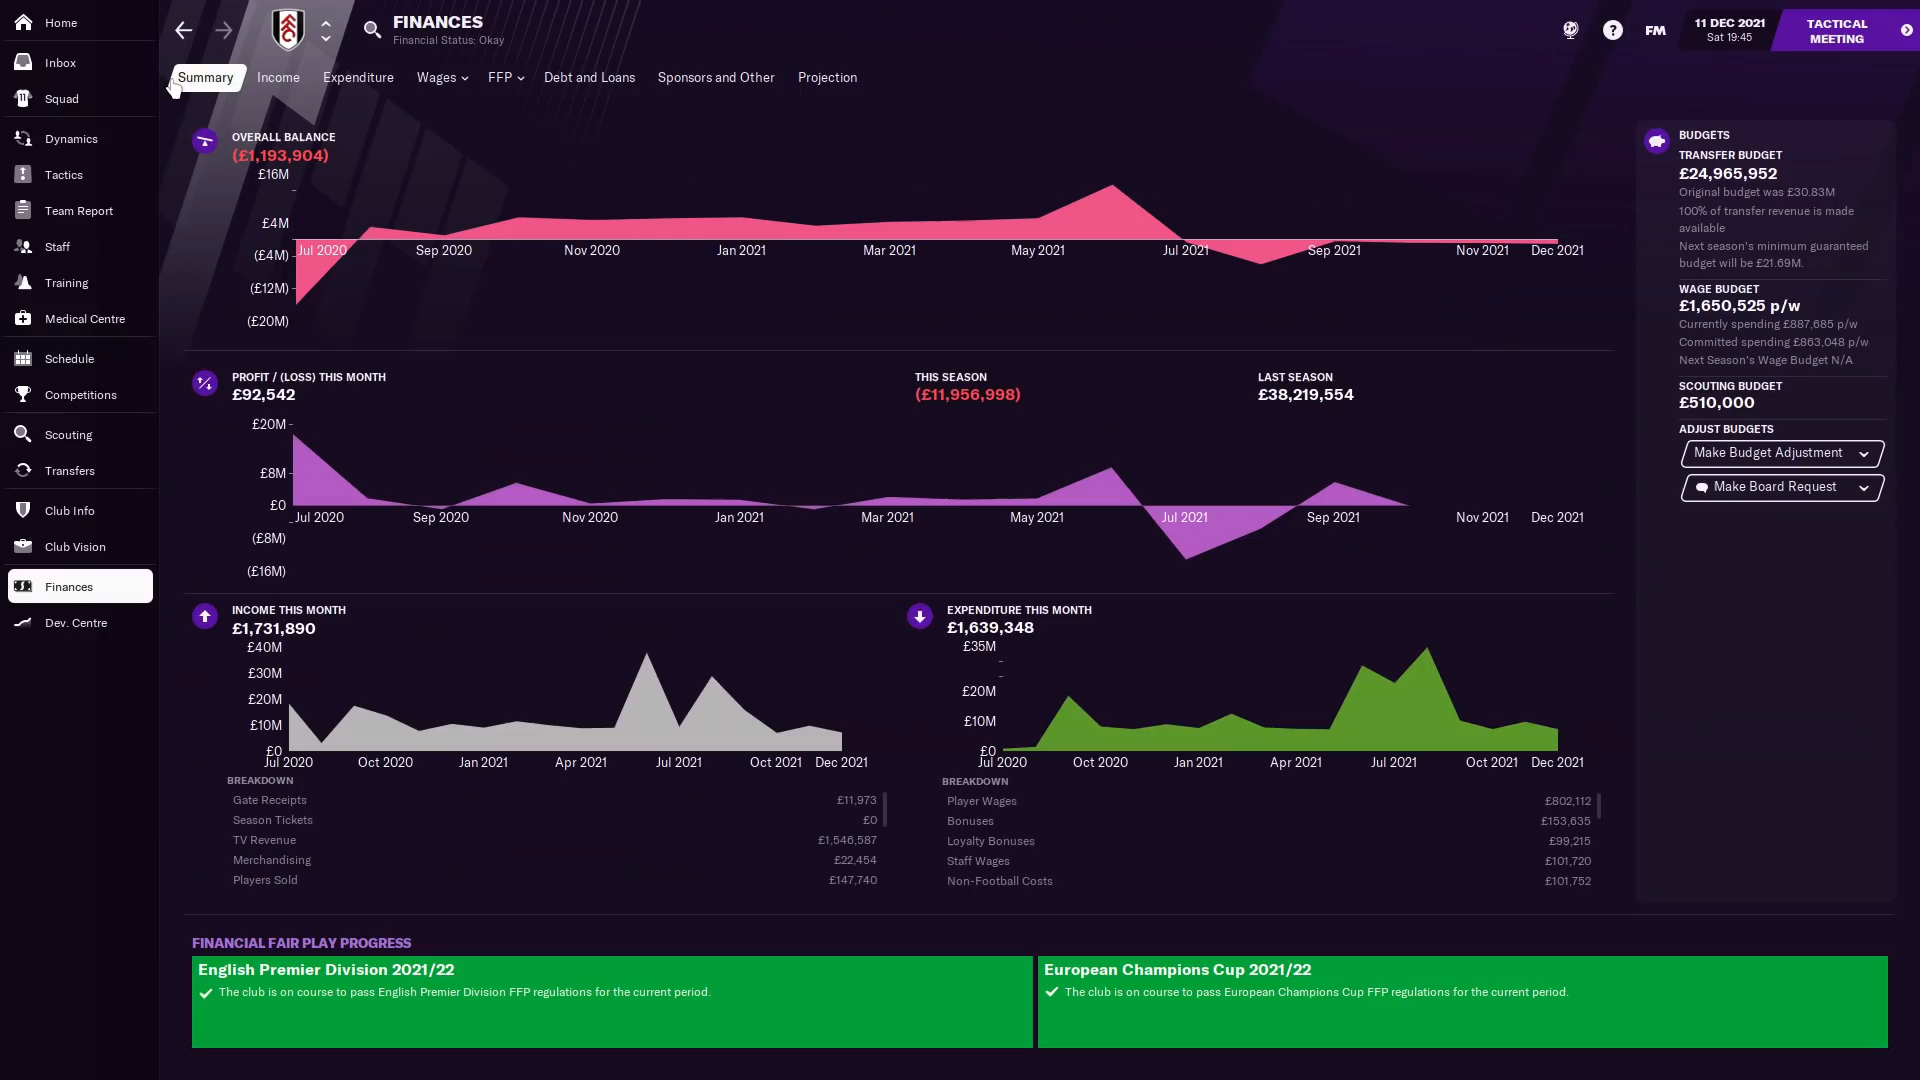 Home
Inbox
Squad
Dynamics
Tactics
Team Report
Staff
Training
Medical Centre
Schedule
Competitions
Scouting
Transfers
Club Info
Club Vision
Finances
Dev. Centre
FINANCES
Financial Status: Okay
FM
11 DEC 2021
Sat 19:45
TACTICAL
MEETING
Summary Income Expenditure Wages FFP Debt and Loans Sponsors and Other Projection
OVERALL BALANCE
(£1,193,904)
£16M
£4M
(£4M)
(£12M)
(£20M)
Jul 2020 Sep 2020 Nov 2020 Jan 2021 Mar 2021 May 2021 Jul 2021 Sep 2021 Nov 2021 Dec 2021
PROFIT / (LOSS) THIS MONTH
£92,542
THIS SEASON
(£11,956,998)
LAST SEASON
£38,219,554
£20M
£8M
£0
(£8M)
(£16M)
Jul 2020 Sep 2020 Nov 2020 Jan 2021 Mar 2021 May 2021 Jul 2021 Sep 2021 Nov 2021 Dec 2021
INCOME THIS MONTH
£1,731,890
£40M
£30M
£20M
£10M
£0
Jul 2020 Oct 2020 Jan 2021 Apr 2021 Jul 2021 Oct 2021 Dec 2021
BREAKDOWN
Gate Receipts £11,973
Season Tickets £0
TV Revenue £1,546,587
Merchandising £22,454
Players Sold £147,740
EXPENDITURE THIS MONTH
£1,639,348
£35M
£20M
£10M
£0
Jul 2020 Oct 2020 Jan 2021 Apr 2021 Jul 2021 Oct 2021 Dec 2021
BREAKDOWN
Player Wages £802,112
Bonuses £153,635
Loyalty Bonuses £99,215
Staff Wages £101,720
Non-Football Costs £101,752
BUDGETS
TRANSFER BUDGET
£24,965,952
Original budget was £30.83M
100% of transfer revenue is made
available
Next season's minimum guaranteed
budget will be £21.69M.
WAGE BUDGET
£1,650,525 p/w
Currently spending £887,685 p/w
Committed spending £863,048 p/w
Next Season's Wage Budget N/A
SCOUTING BUDGET
£510,000
ADJUST BUDGETS
Make Budget Adjustment
Make Board Request
FINANCIAL FAIR PLAY PROGRESS
English Premier Division 2021/22
The club is on course to pass English Premier Division FFP regulations for the current period.
European Champions Cup 2021/22
The club is on course to pass European Champions Cup FFP regulations for the current period.